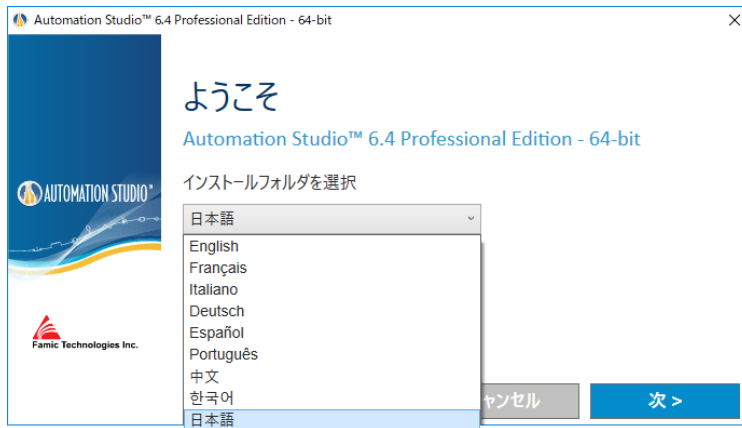 Automation Studio™ 6.4 Professional Edition - 64-bit
ようこそ
Automation Studio™ 6.4 Professional Edition - 64-bit
AUTOMATION STUDIO™
インストールフォルダを選択
日本語
English
Français
Italiano
Deutsch
Español
Português
中文
한국어
日本語
Famic Technologies Inc.
ャンセル
次 >